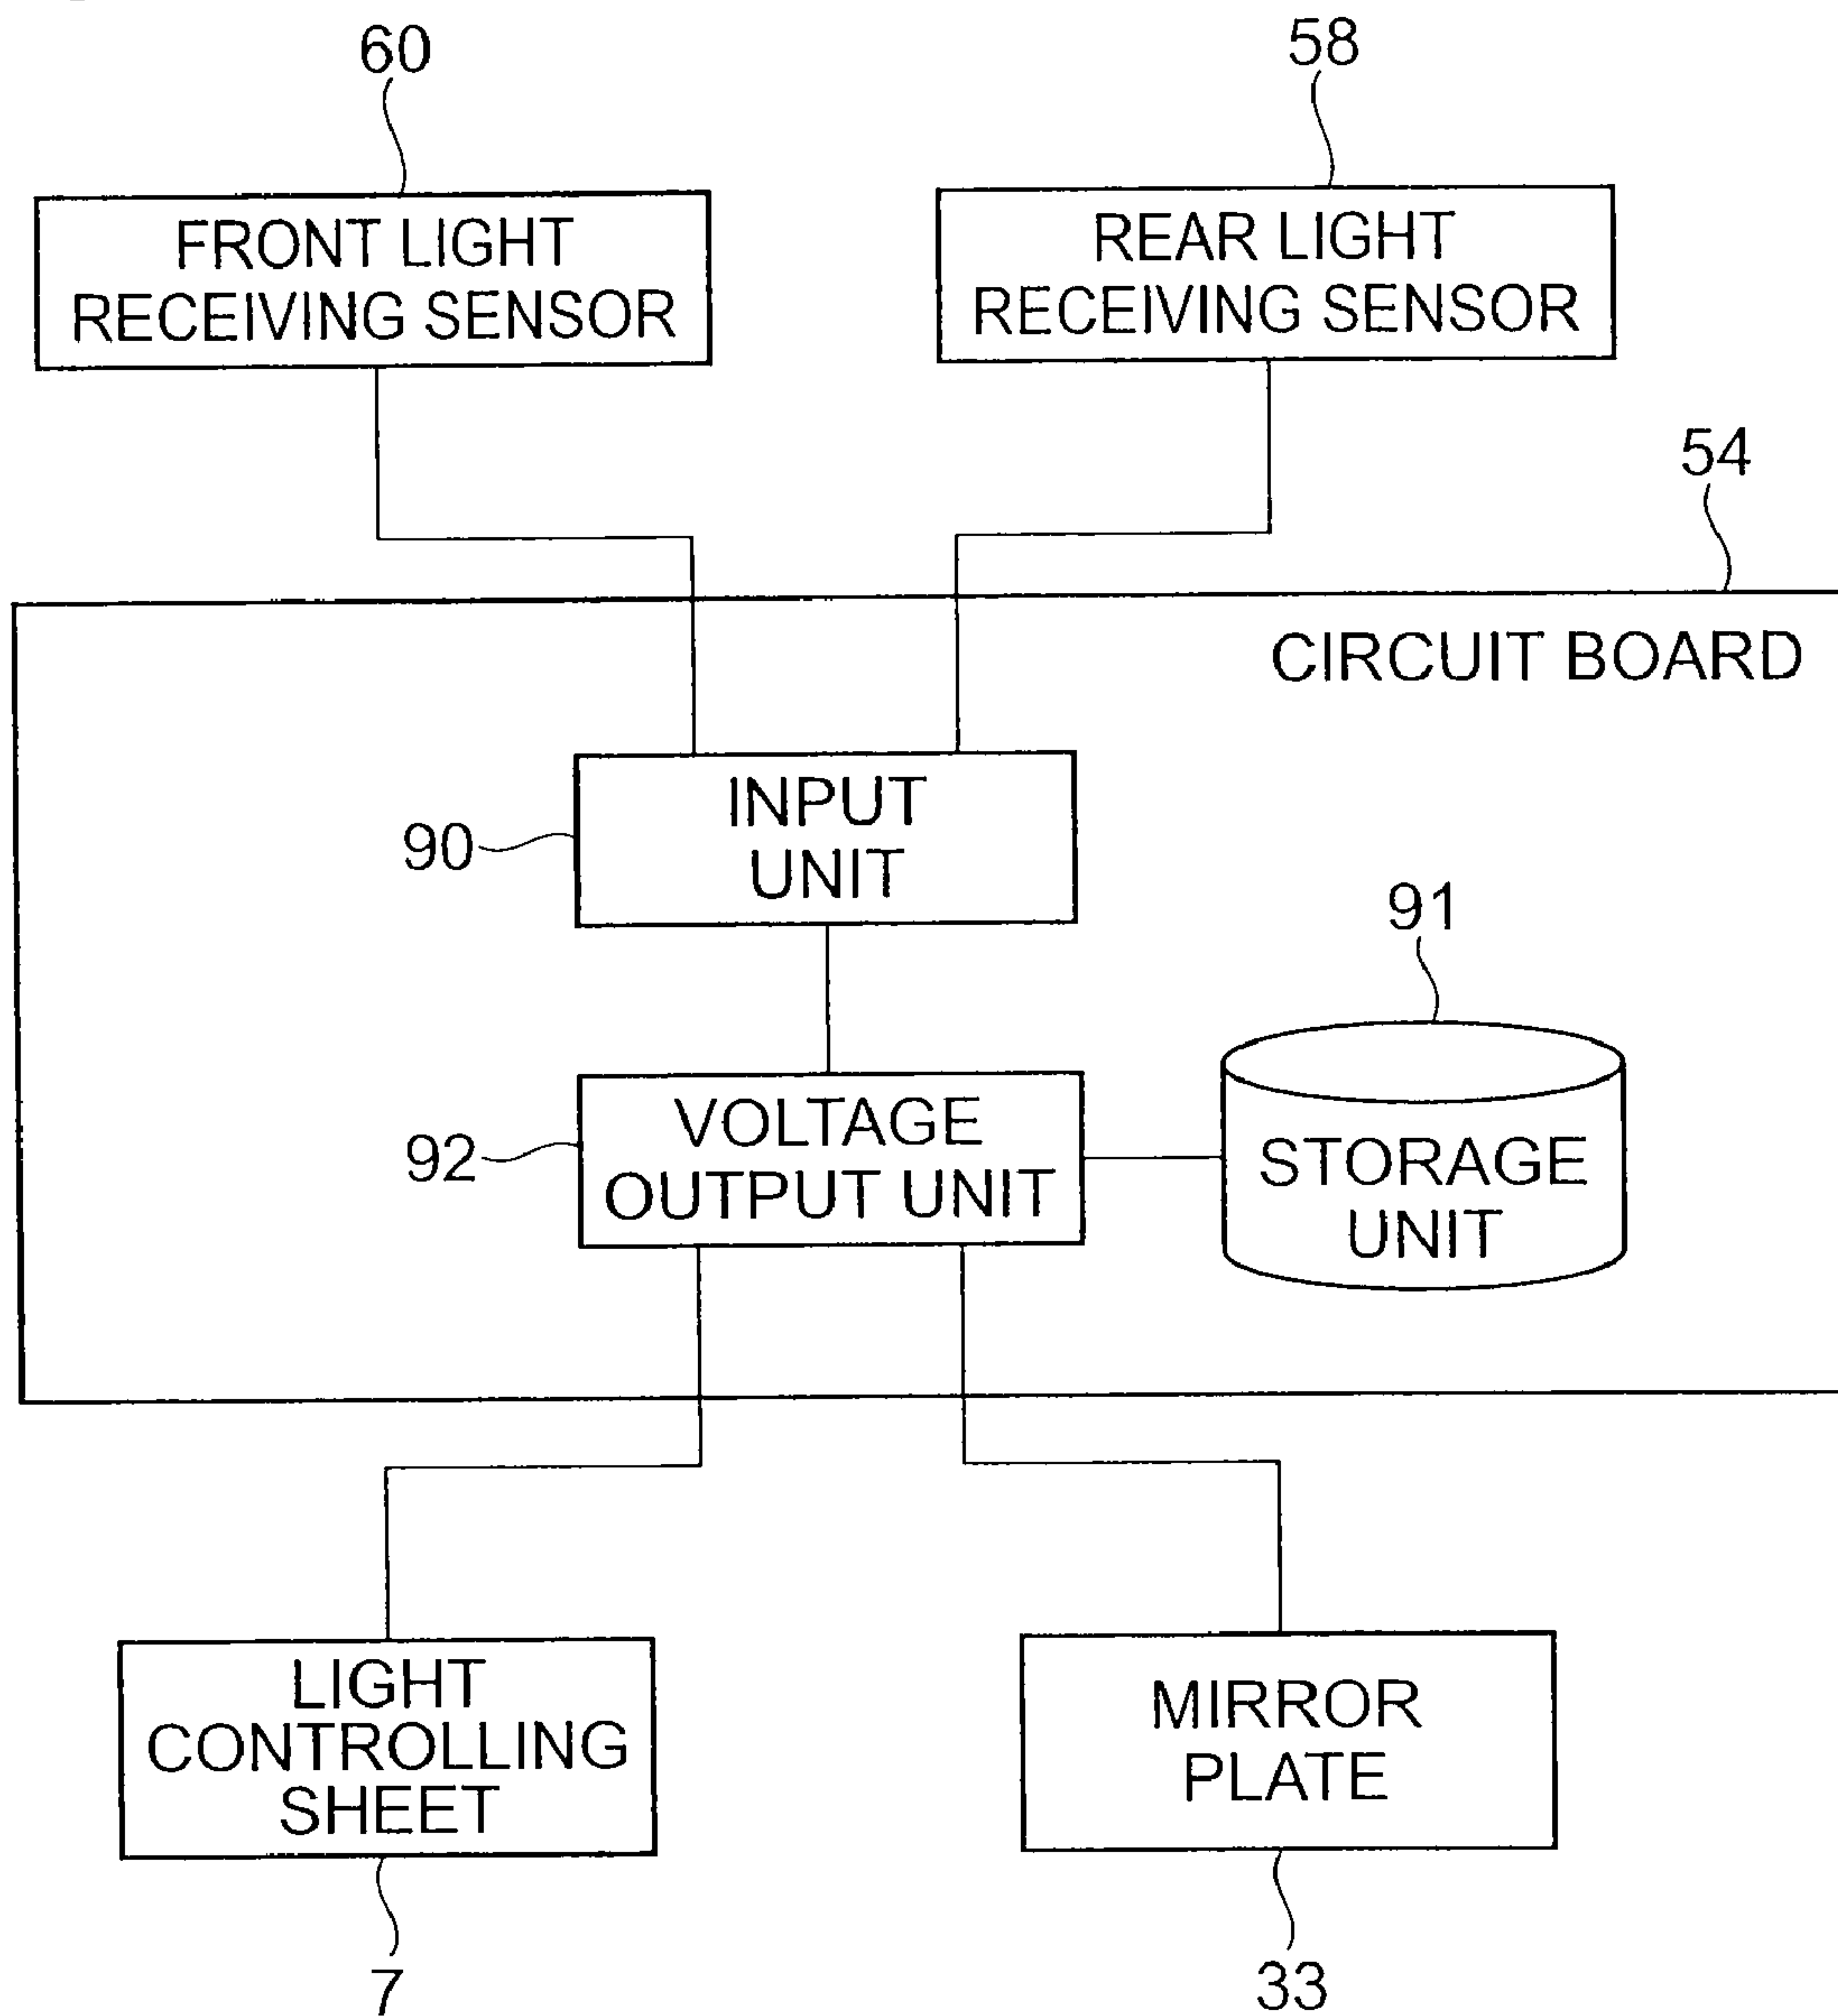 60
58
FRONT LIGHT
RECEIVING SENSOR
REAR LIGHT
RECEIVING SENSOR
54
CIRCUIT BOARD
INPUT
UNIT
90
91
VOLTAGE
OUTPUT UNIT
92
STORAGE
UNIT
LIGHT
CONTROLLING
SHEET
MIRROR
PLATE
7
33